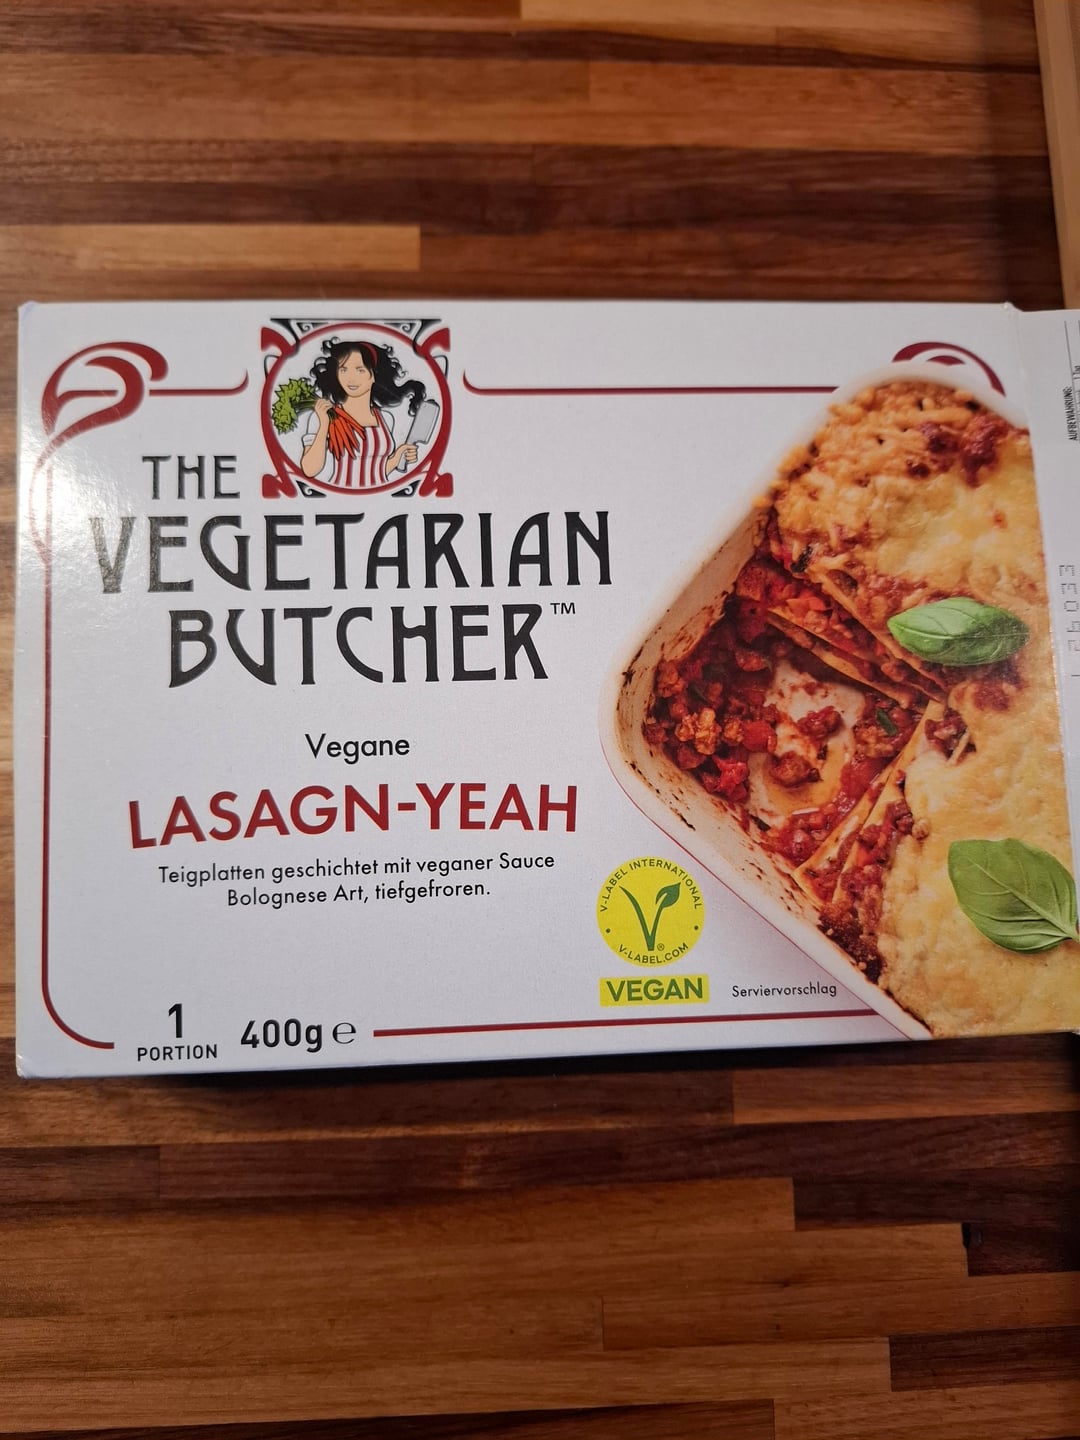 THE
VEGETARIAN
BUTCHER™
Vegane
LASAGN-YEAH
Teigplatten geschichtet mit veganer Sauce
Bolognese Art, tiefgefroren.
V-LABEL INTERNATIONAL
V-LABEL.COM
VEGAN
Serviervorschlag
1
PORTION
400g e
AUFBEWAHRUNG: